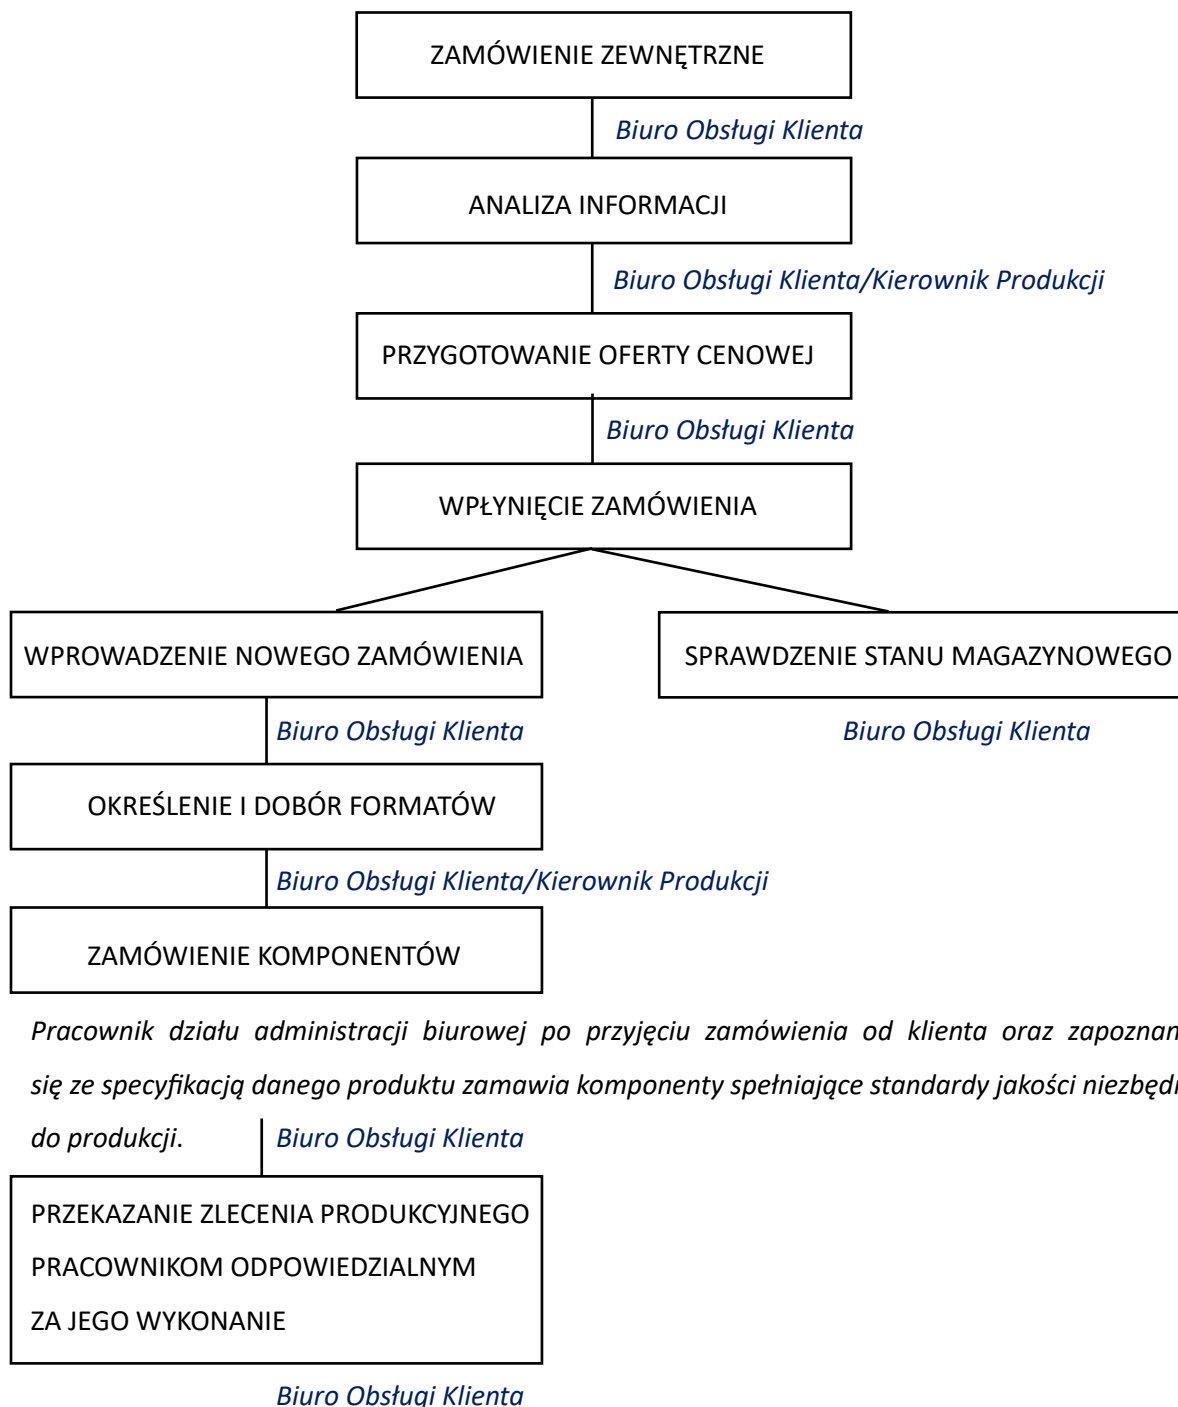 ZAMÓWIENIE ZEWNĘTRZNE
Biuro Obsługi Klienta
ANALIZA INFORMACJI
Biuro Obsługi Klienta/Kierownik Produkcji
PRZYGOTOWANIE OFERTY CENOWEJ
Biuro Obsługi Klienta
WPŁYNIĘCIE ZAMÓWIENIA
WPROWADZENIE NOWEGO ZAMÓWIENIA
SPRAWDZENIE STANU MAGAZYNOWEGO
Biuro Obsługi Klienta
Biuro Obsługi Klienta
OKREŚLENIE I DOBÓR FORMATÓW
Biuro Obsługi Klienta/Kierownik Produkcji
ZAMÓWIENIE KOMPONENTÓW
Pracownik działu administracji biurowej po przyjęciu zamówienia od klienta oraz
się ze specyfikacją danego produktu zamawia komponenty spełniające standardy jakości
do produkcji.
Biuro Obsługi Klienta
PRZEKAZANIE ZLECENIA PRODUKCYJNEGO
PRACOWNIKOM ODPOWIEDZIALNYM
ZA JEGO WYKONANIE
Biuro Obsługi Klienta